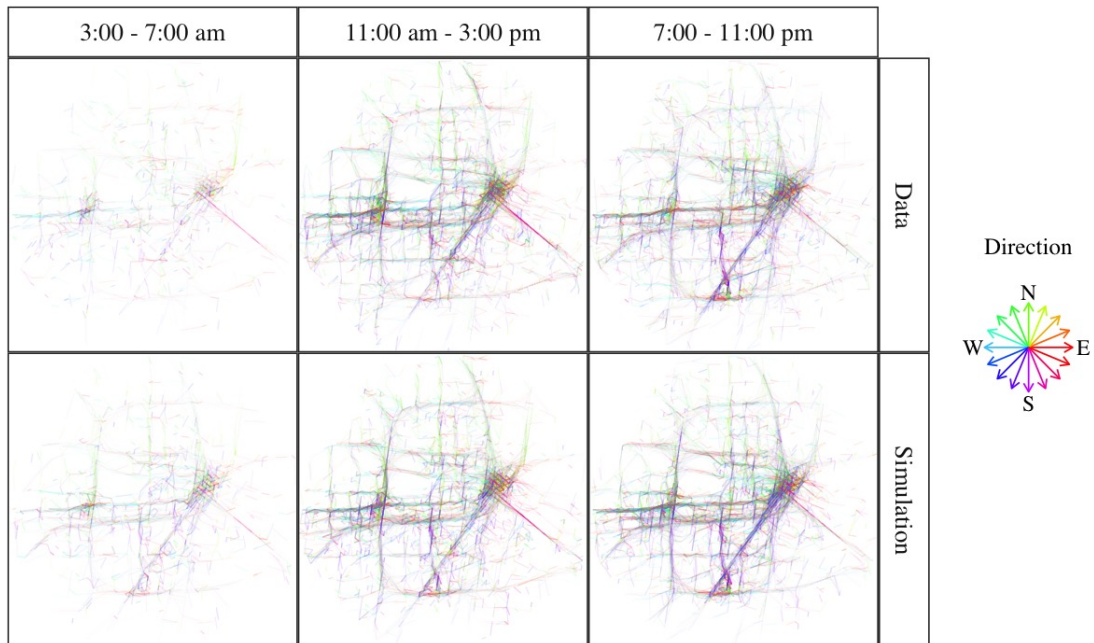 3:00 - 7:00 am
11:00 am - 3:00 pm
7:00 - 11:00 pm
Data
Simulation
Direction
N
W
E
S